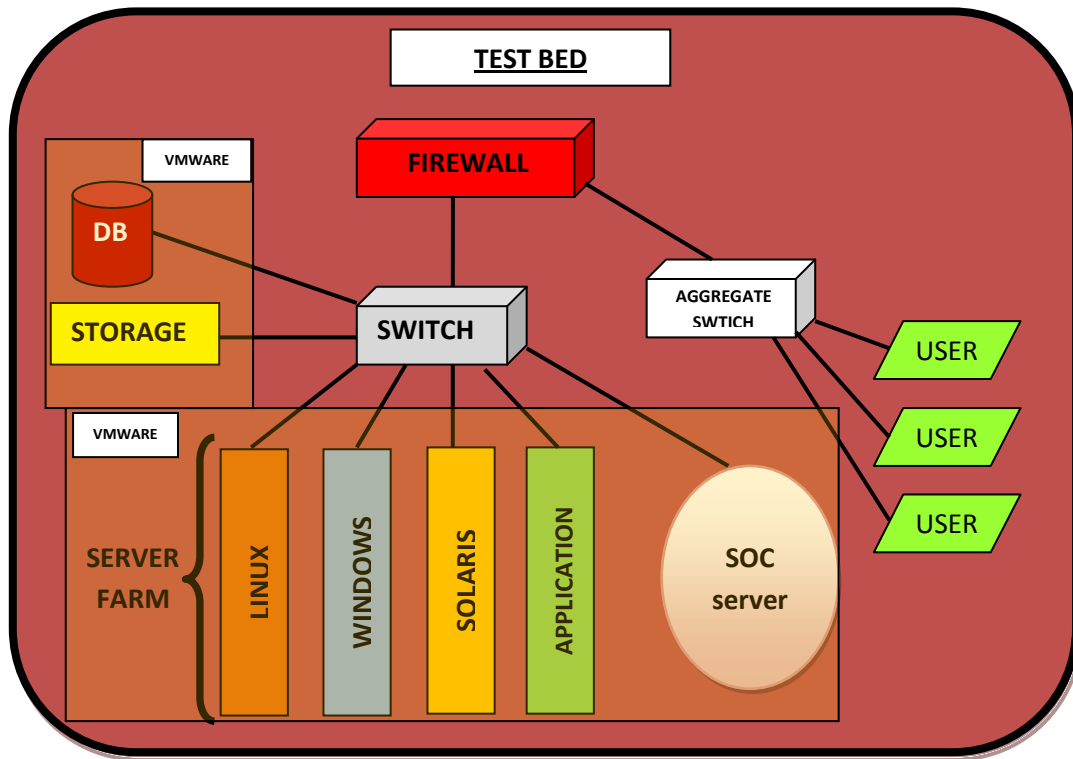 TEST BED
VMWARE
FIREWALL
DB
AGGREGATE
SWTICH
STORAGE
SWITCH
USER
USER
USER
VMWARE
SERVER
FARM
LINUX
WINDOWS
SOLARIS
APPLICATION
SOC
server